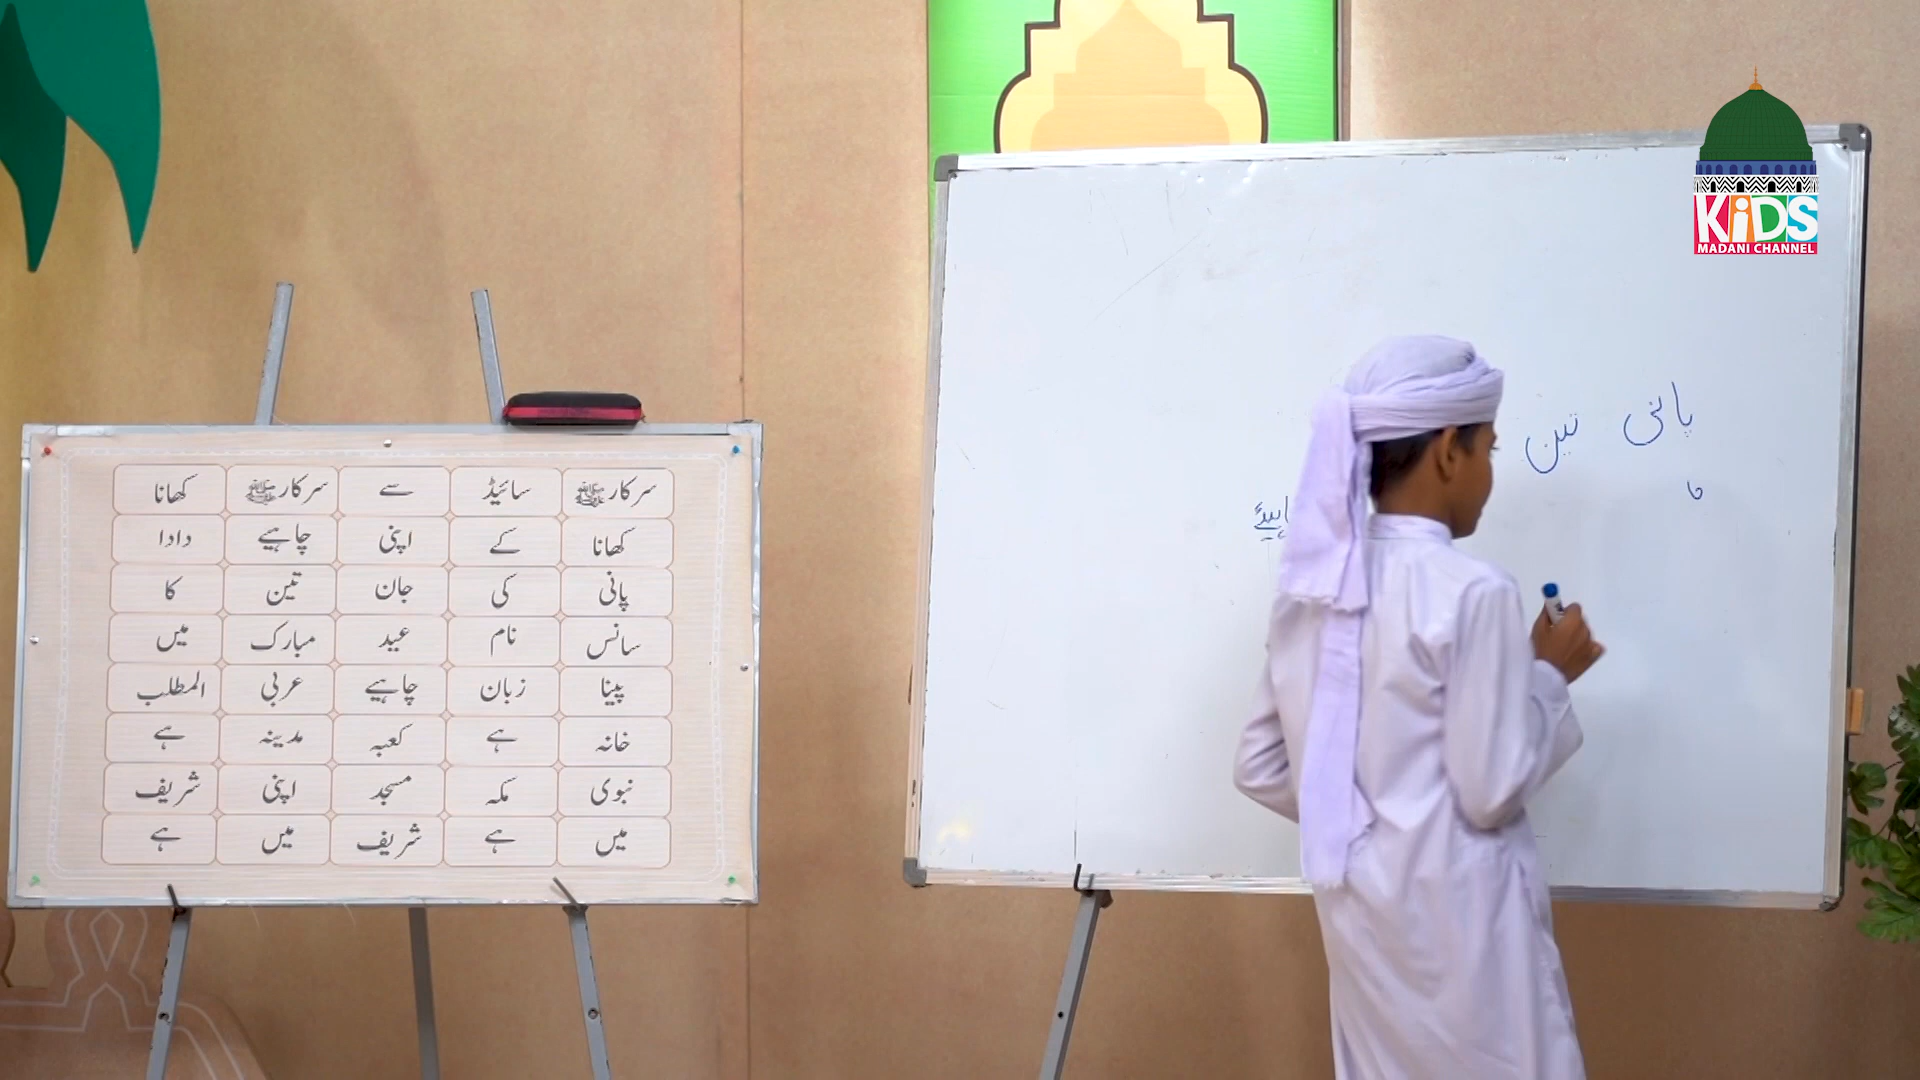 سرکار ﷺ سائیڈ سے سرکار ﷺ کھانا
کھانا کے اپنی چاہیے دادا
پانی کی جان تین کا
سانس نام عید مبارک میں
پینا زبان چاہیے عربی المطلب
خانہ ہے کعبہ مدینہ ہے
نبوی مکہ مسجد اپنی شریف
میں ہے شریف میں ہے
پانی تین
KiDS
MADANI CHANNEL